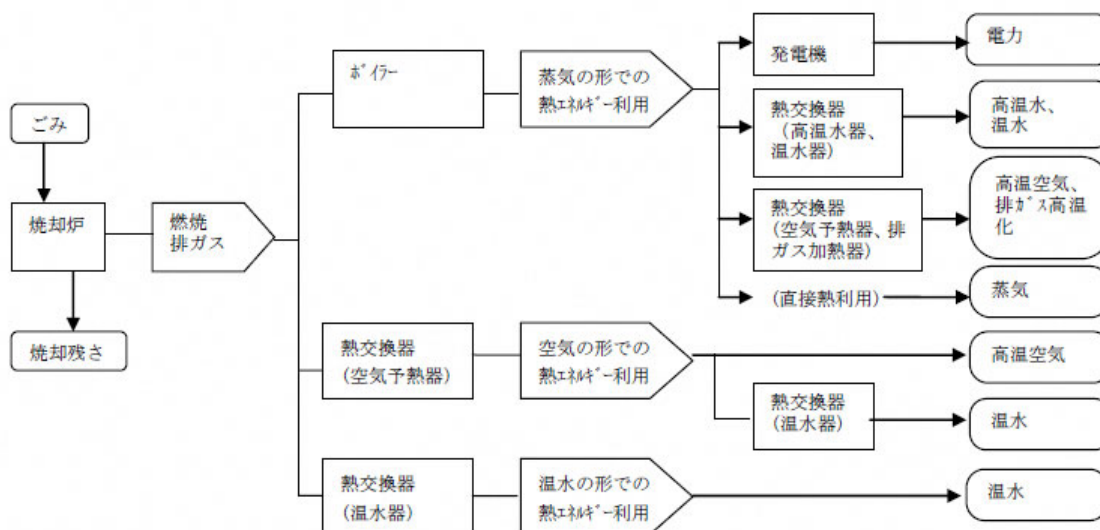 ごみ
焼却炉
焼却残さ
燃焼
排ガス
ﾎﾞｲﾗｰ
蒸気の形での
熱ｴﾈﾙｷﾞｰ利用
発電機
電力
熱交換器
(高温水器、
温水器)
高温水、
温水
熱交換器
(空気予熱器、排
ガス加熱器)
高温空気、
排ｶﾞｽ高温
化
(直接熱利用)
蒸気
熱交換器
(空気予熱器)
空気の形での
熱ｴﾈﾙｷﾞｰ利用
高温空気
熱交換器
(温水器)
温水
熱交換器
(温水器)
温水の形での
熱ｴﾈﾙｷﾞｰ利用
温水